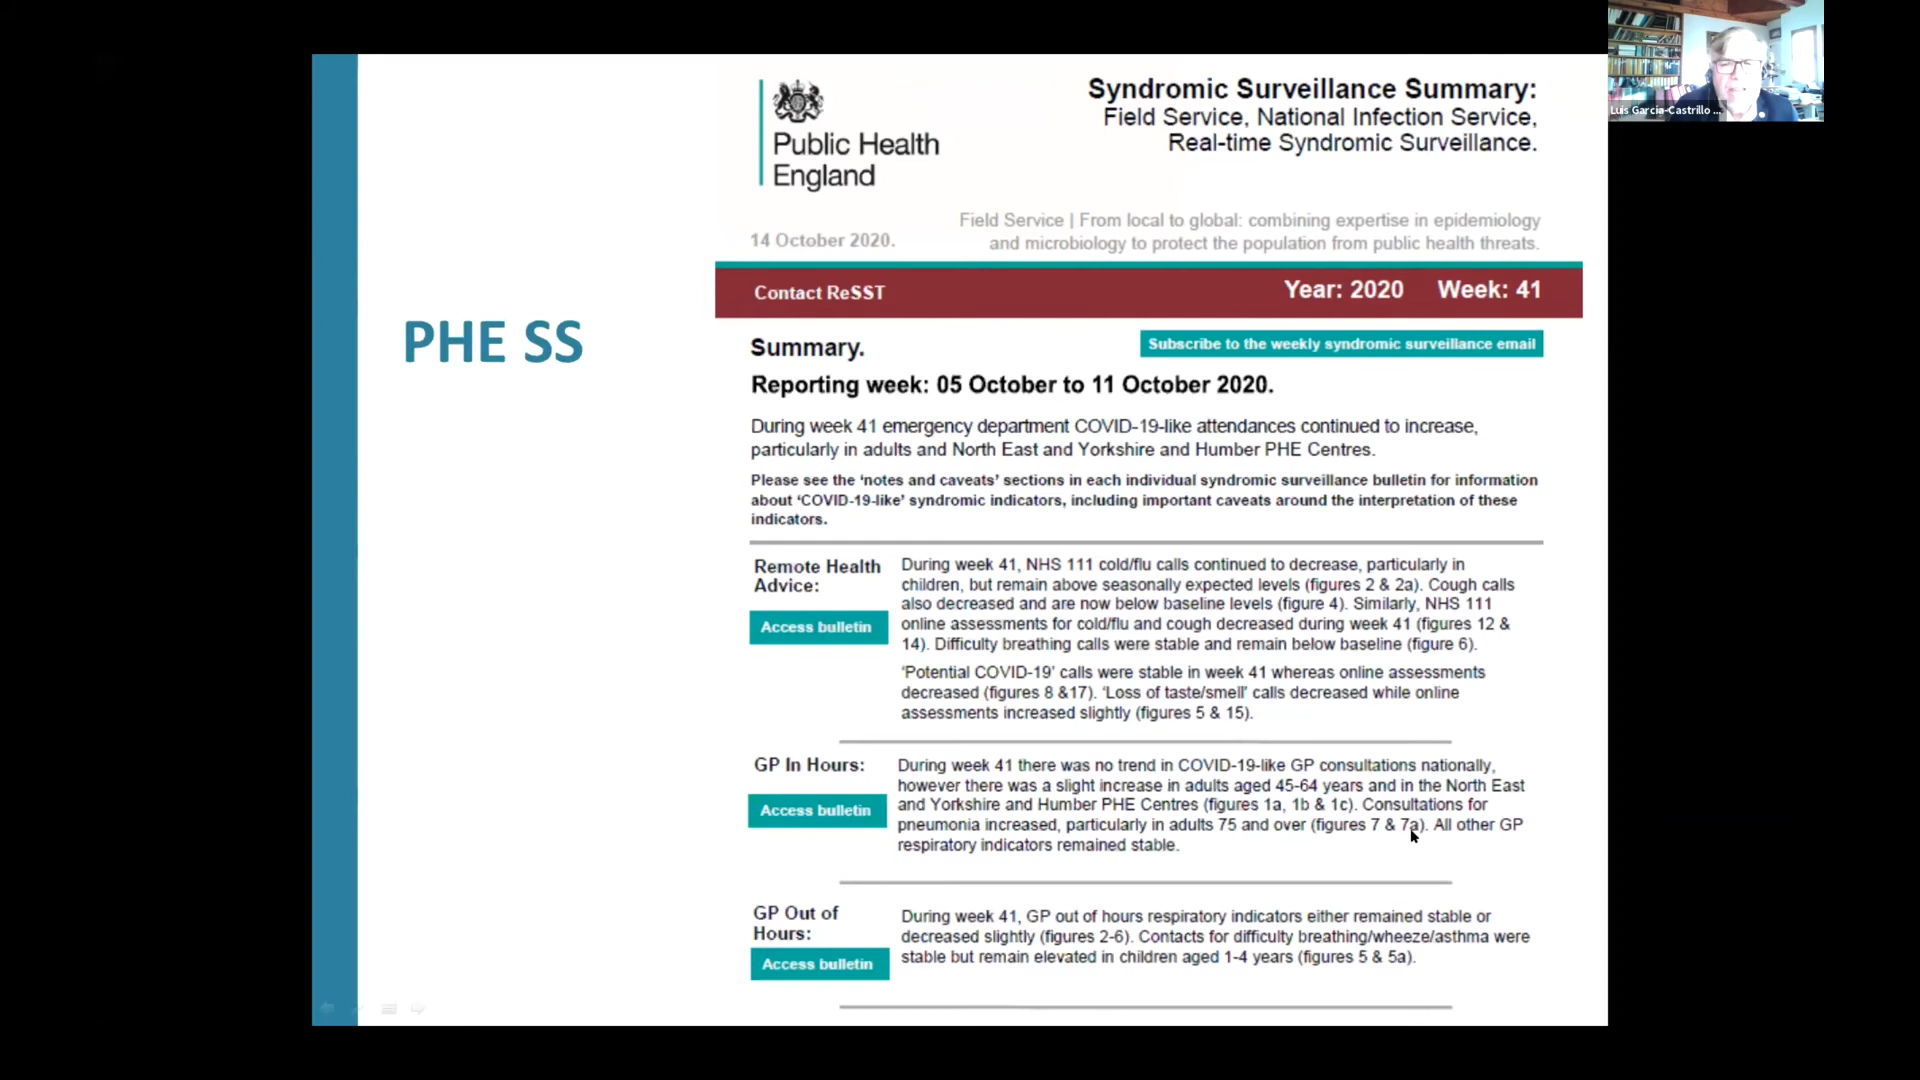 Luis Garcia-Castrillo ...
PHE SS
Public Health
England
Syndromic Surveillance Summary:
Field Service, National Infection Service,
Real-time Syndromic Surveillance.
14 October 2020.
Field Service | From local to global: combining expertise in epidemiology
and microbiology to protect the population from public health threats.
Contact ReSST
Year: 2020 Week: 41
Summary.
Subscribe to the weekly syndromic surveillance email
Reporting week: 05 October to 11 October 2020.
During week 41 emergency department COVID-19-like attendances continued to increase,
particularly in adults and North East and Yorkshire and Humber PHE Centres.
Please see the ‘notes and caveats’ sections in each individual syndromic surveillance bulletin for information
about ‘COVID-19-like’ syndromic indicators, including important caveats around the interpretation of these
indicators.
Remote Health
Advice:
Access bulletin
During week 41, NHS 111 cold/flu calls continued to decrease, particularly in
children, but remain above seasonally expected levels (figures 2 & 2a). Cough calls
also decreased and are now below baseline levels (figure 4). Similarly, NHS 111
online assessments for cold/flu and cough decreased during week 41 (figures 12 &
14). Difficulty breathing calls were stable and remain below baseline (figure 6).
‘Potential COVID-19’ calls were stable in week 41 whereas online assessments
decreased (figures 8 &17). ‘Loss of taste/smell’ calls decreased while online
assessments increased slightly (figures 5 & 15).
GP In Hours:
Access bulletin
During week 41 there was no trend in COVID-19-like GP consultations nationally,
however there was a slight increase in adults aged 45-64 years and in the North East
and Yorkshire and Humber PHE Centres (figures 1a, 1b & 1c). Consultations for
pneumonia increased, particularly in adults 75 and over (figures 7 & 7a). All other GP
respiratory indicators remained stable.
GP Out of
Hours:
Access bulletin
During week 41, GP out of hours respiratory indicators either remained stable or
decreased slightly (figures 2-6). Contacts for difficulty breathing/wheeze/asthma were
stable but remain elevated in children aged 1-4 years (figures 5 & 5a).